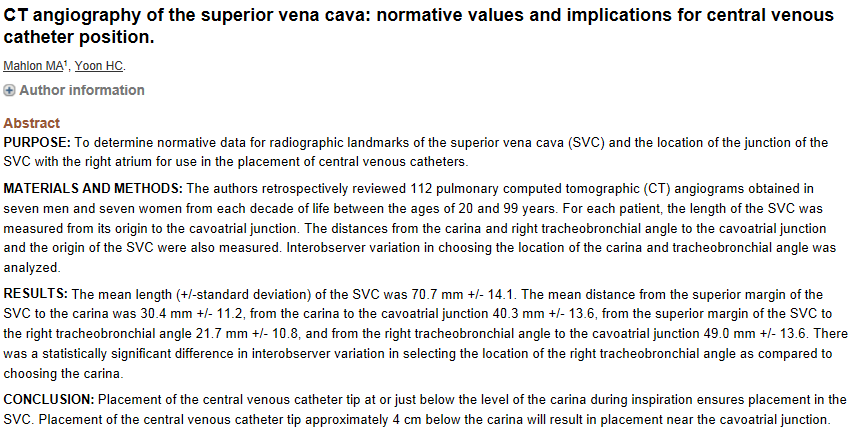 CT angiography of the superior vena cava: normative values and implications for central venous
catheter position.
Mahlon MA¹, Yoon HC.
Author information
Abstract
PURPOSE: To determine normative data for radiographic landmarks of the superior vena cava (SVC) and the location of the junction of the
SVC with the right atrium for use in the placement of central venous catheters.
MATERIALS AND METHODS: The authors retrospectively reviewed 112 pulmonary computed tomographic (CT) angiograms obtained in
seven men and seven women from each decade of life between the ages of 20 and 99 years. For each patient, the length of the SVC was
measured from its origin to the cavoatrial junction. The distances from the carina and right tracheobronchial angle to the cavoatrial junction
and the origin of the SVC were also measured. Interobserver variation in choosing the location of the carina and tracheobronchial angle was
analyzed.
RESULTS: The mean length (+/-standard deviation) of the SVC was 70.7 mm +/- 14.1. The mean distance from the superior margin of the
SVC to the carina was 30.4 mm +/- 11.2, from the carina to the cavoatrial junction 40.3 mm +/- 13.6, from the superior margin of the SVC to
the right tracheobronchial angle 21.7 mm +/- 10.8, and from the right tracheobronchial angle to the cavoatrial junction 49.0 mm +/- 13.6. There
was a statistically significant difference in interobserver variation in selecting the location of the right tracheobronchial angle as compared to
choosing the carina.
CONCLUSION: Placement of the central venous catheter tip at or just below the level of the carina during inspiration ensures placement in the
SVC. Placement of the central venous catheter tip approximately 4 cm below the carina will result in placement near the cavoatrial junction.